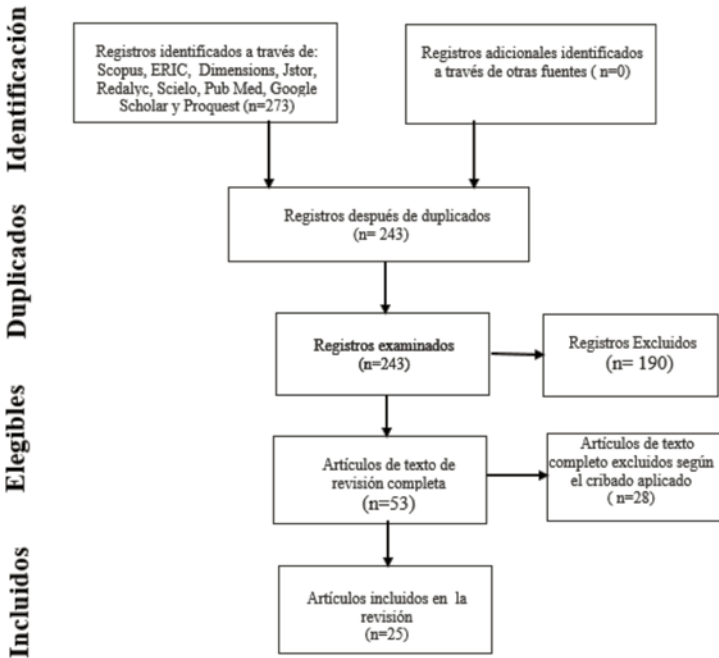 Identificación
Registros identificados a través de:
Scopus, ERIC, Dimensions, Jstor,
Redalyc, Scielo, Pub Med, Google
Scholar y Proquest (n=273)
Registros adicionales identificados
a través de otras fuentes ( n=0)
Duplicados
Registros después de duplicados
(n= 243)
Registros examinados
(n=243)
Registros Excluidos
(n= 190)
Elegibles
Artículos de texto de
revisión completa
(n=53)
Artículos de texto
completo excluidos según
el cribado aplicado
( n=28)
Incluidos
Artículos incluidos en la
revisión
(n=25)